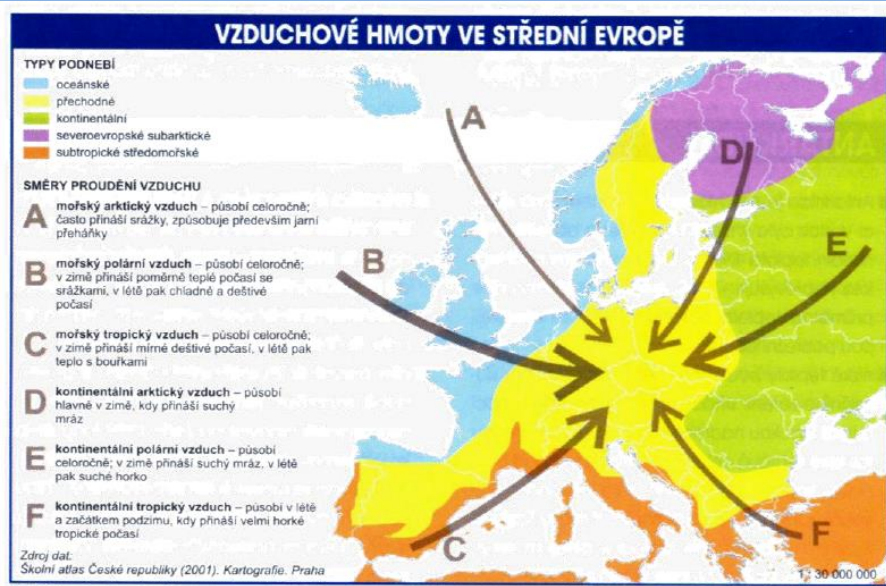 VZDUCHOVÉ HMOTY VE STŘEDNÍ EVROPĚ
TYPY PODNEBÍ
oceánské
přechodné
kontinentální
severoevropské subarktické
subtropické středomořské
SMĚRY PROUDĚNÍ VZDUCHU
A
mořský arktický vzduch – působí celoročně;
často přináší srážky, způsobuje především jarní
přeháňky
B
mořský polární vzduch – působí celoročně;
v zimě přináší poměrně teplé počasí se
srážkami, v létě pak chladné a deštivé
počasí
C
mořský tropický vzduch – působí celoročně;
v zimě přináší mírné deštivé počasí, v létě pak
teplo s bouřkami
D
kontinentální arktický vzduch – působí
hlavně v zimě, kdy přináší suchý
mráz
E
kontinentální polární vzduch – působí
celoročně; v zimě přináší suchý mráz, v létě
pak suché horko
F
kontinentální tropický vzduch – působí v létě
a začátkem podzimu, kdy přináší velmi horké
tropické počasí
Zdroj dat:
Školní atlas České republiky (2001). Kartografie. Praha
A
D
B
E
C
F
1 : 30 000 000